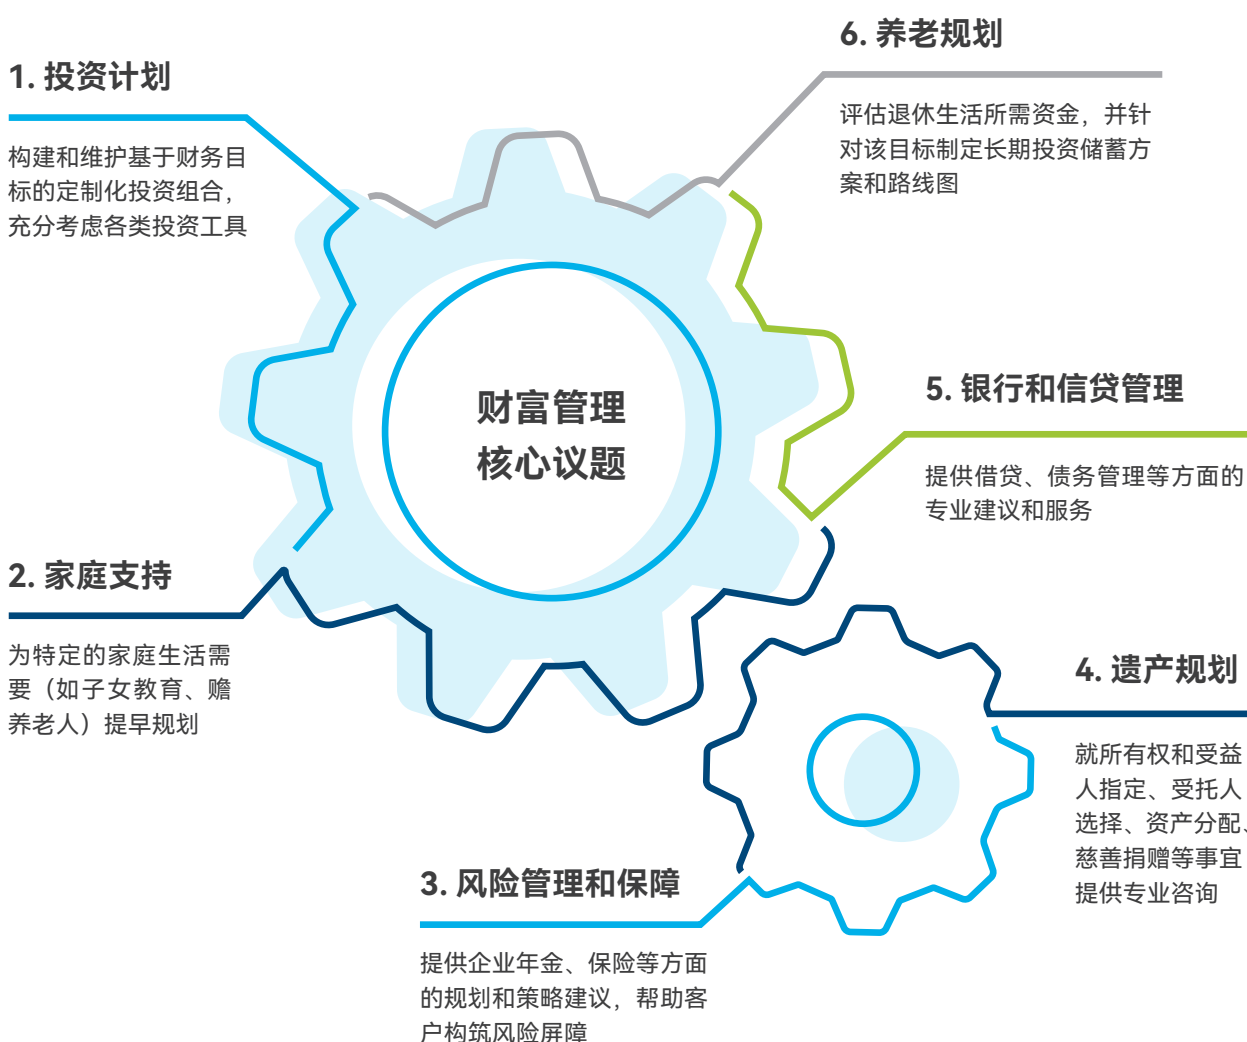 1. 投资计划
构建和维护基于财务目
标的定制化投资组合，
充分考虑各类投资工具
2. 家庭支持
为特定的家庭生活需
要（如子女教育、赡
养老人）提早规划
3. 风险管理和保障
提供企业年金、保险等方面
的规划和策略建议，帮助客
户构筑风险屏障
4. 遗产规划
就所有权和受益
人指定、受托人
选择、资产分配、
慈善捐赠等事宜
提供专业咨询
5. 银行和信贷管理
提供借贷、债务管理等方面的
专业建议和服务
6. 养老规划
评估退休生活所需资金，并针
对该目标制定长期投资储蓄方
案和路线图
财富管理
核心议题